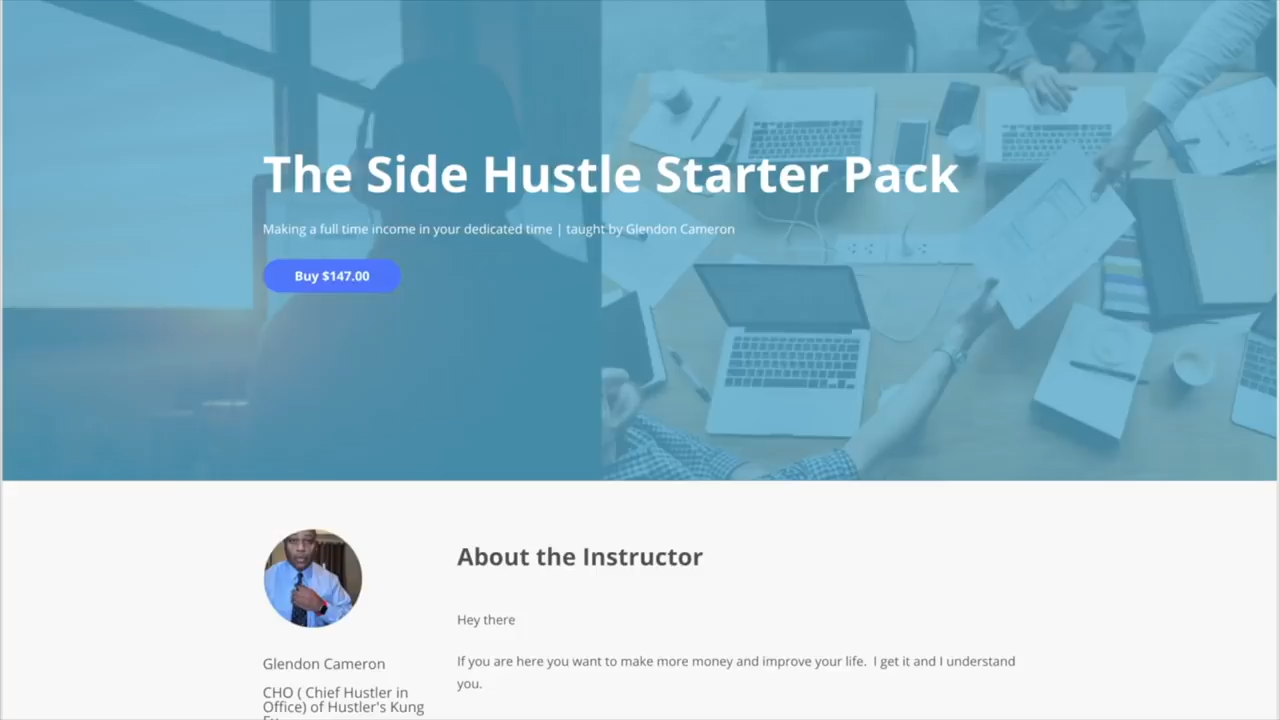 The Side Hustle Starter Pack
Making a full time income in your dedicated time | taught by Glendon Cameron
Buy $147.00
About the Instructor
Hey there
If you are here you want to make more money and improve your life.  I get it and I understand
you.
Glendon Cameron
CHO ( Chief Hustler in
Office) of Hustler's Kung